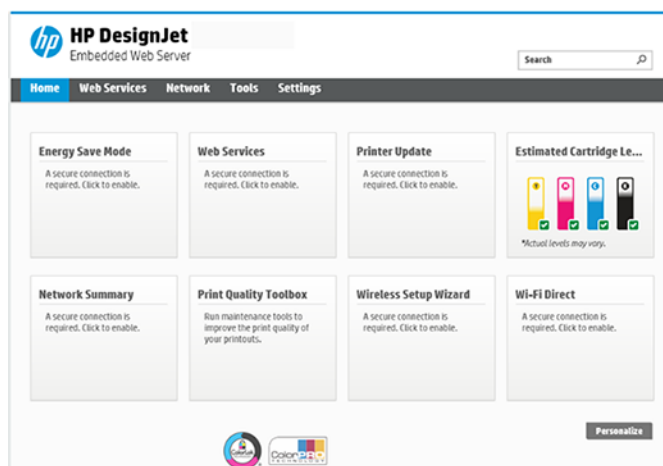 hp
HP DesignJet
Embedded Web Server
Search
Home Web Services Network Tools Settings
Energy Save Mode
A secure connection is
required. Click to enable.
Web Services
A secure connection is
required. Click to enable.
Printer Update
A secure connection is
required. Click to enable.
Estimated Cartridge Le...
*Actual levels may vary.
Network Summary
A secure connection is
required. Click to enable.
Print Quality Toolbox
Run maintenance tools to
improve the print quality of
your printouts.
Wireless Setup Wizard
A secure connection is
required. Click to enable.
Wi-Fi Direct
A secure connection is
required. Click to enable.
Personalize
ColorLok
ColorPRO
TECHNOLOGY